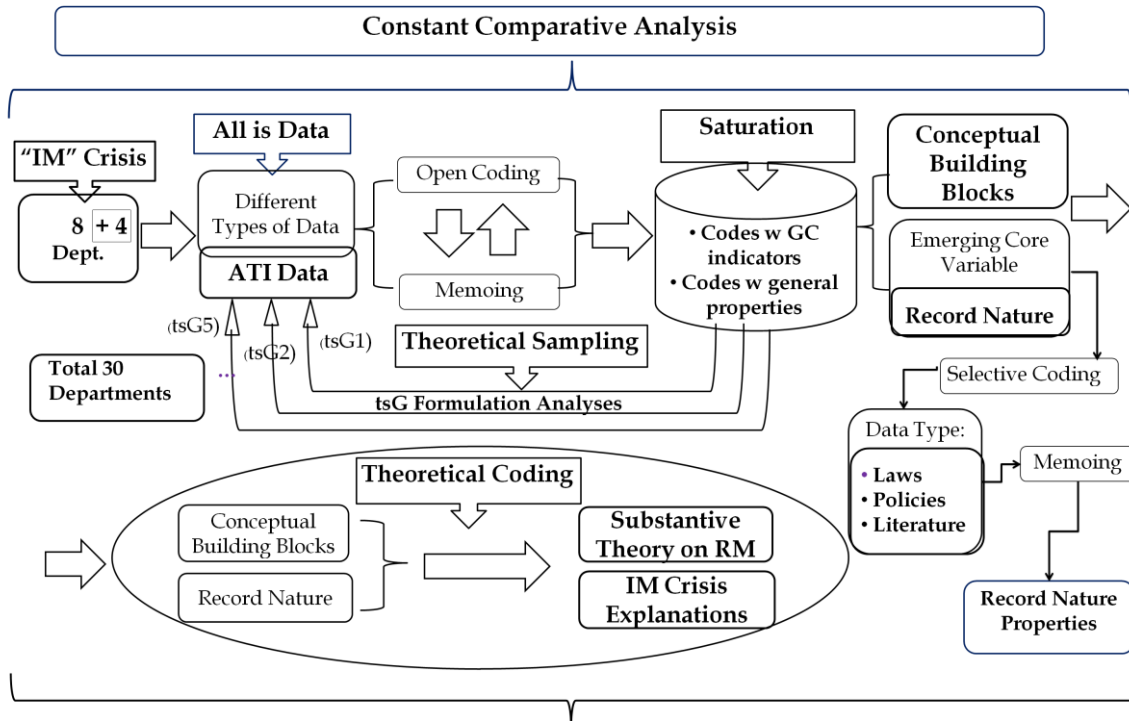 Constant Comparative Analysis
"IM" Crisis
8 + 4
Dept.
All is Data
Different
Types of Data
ATI Data
Open Coding
Memoing
Saturation
• Codes w GC
indicators
• Codes w general
properties
Conceptual
Building
Blocks
Emerging Core
Variable
Record Nature
(tsG5)
(tsG2)
(tsG1)
...
Total 30
Departments
Theoretical Sampling
tsG Formulation Analyses
Selective Coding
Data Type:
• Laws
• Policies
• Literature
Memoing
Record Nature
Properties
Theoretical Coding
Conceptual
Building Blocks
Record Nature
Substantive
Theory on RM
IM Crisis
Explanations